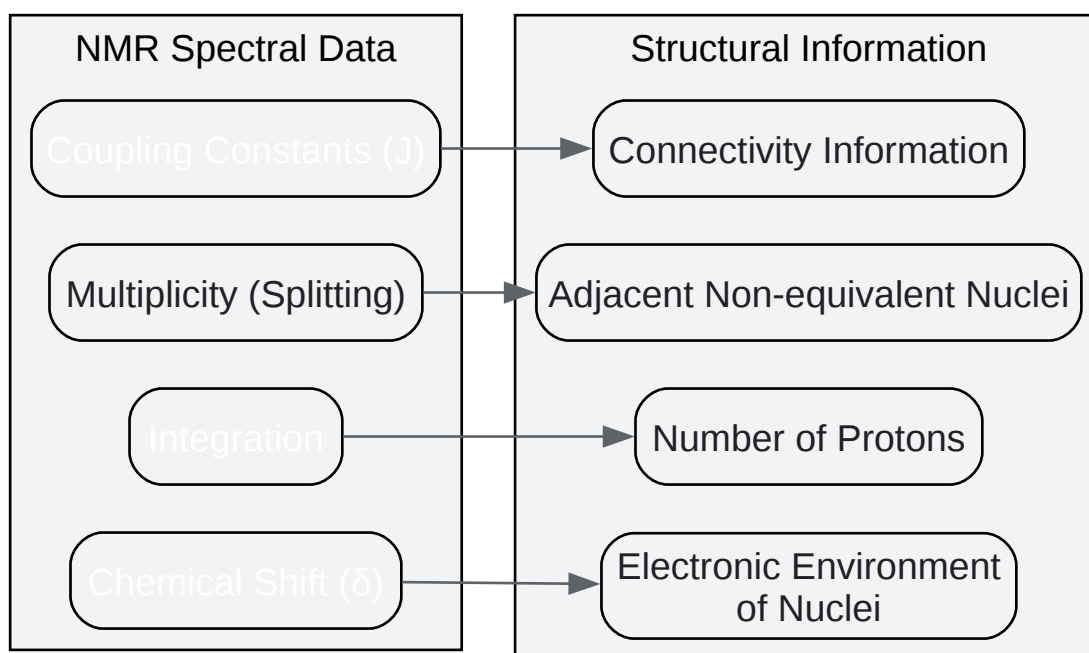 NMR Spectral Data
Structural Information
Coupling Constants (J)
Connectivity Information
Multiplicity (Splitting)
Adjacent Non-equivalent Nuclei
Integration
Number of Protons
Chemical Shift (δ)
Electronic Environment
of Nuclei